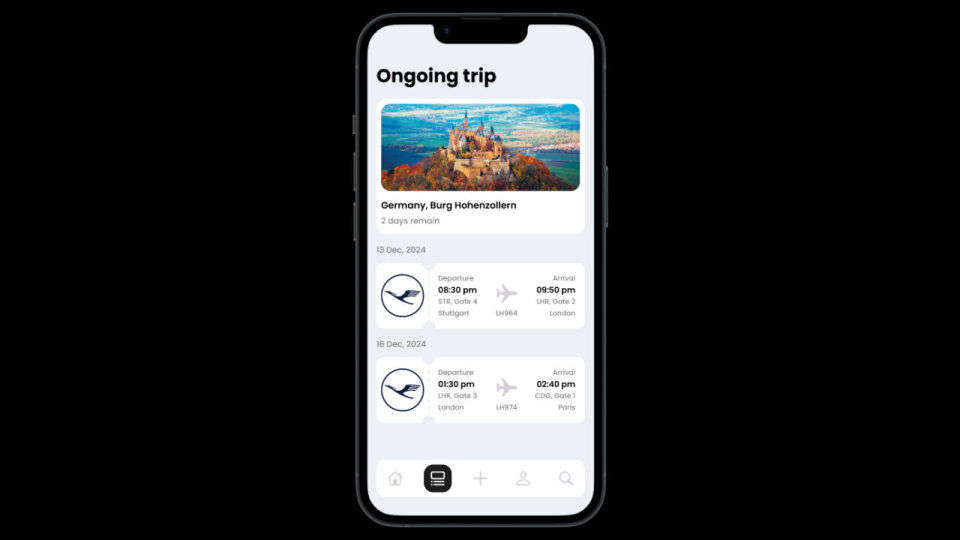 Ongoing trip
Germany, Burg Hohenzollern
2 days remain
13 Dec, 2024
Departure
08:30 pm
STR, Gate 4
Stuttgart
LH964
Arrival
09:50 pm
LHR, Gate 2
London
16 Dec, 2024
Departure
01:30 pm
LHR, Gate 3
London
LH974
Arrival
02:40 pm
CDG, Gate 1
Paris